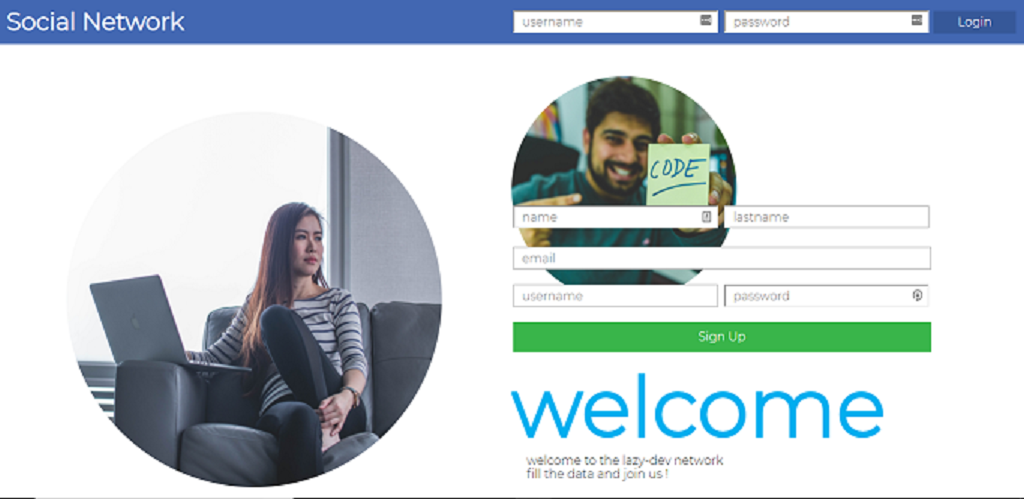 Social Network
username
password
Login
CODE
name
lastname
email
username
password
Sign Up
welcome
welcome to the lazy-dev network
fill the data and join us !